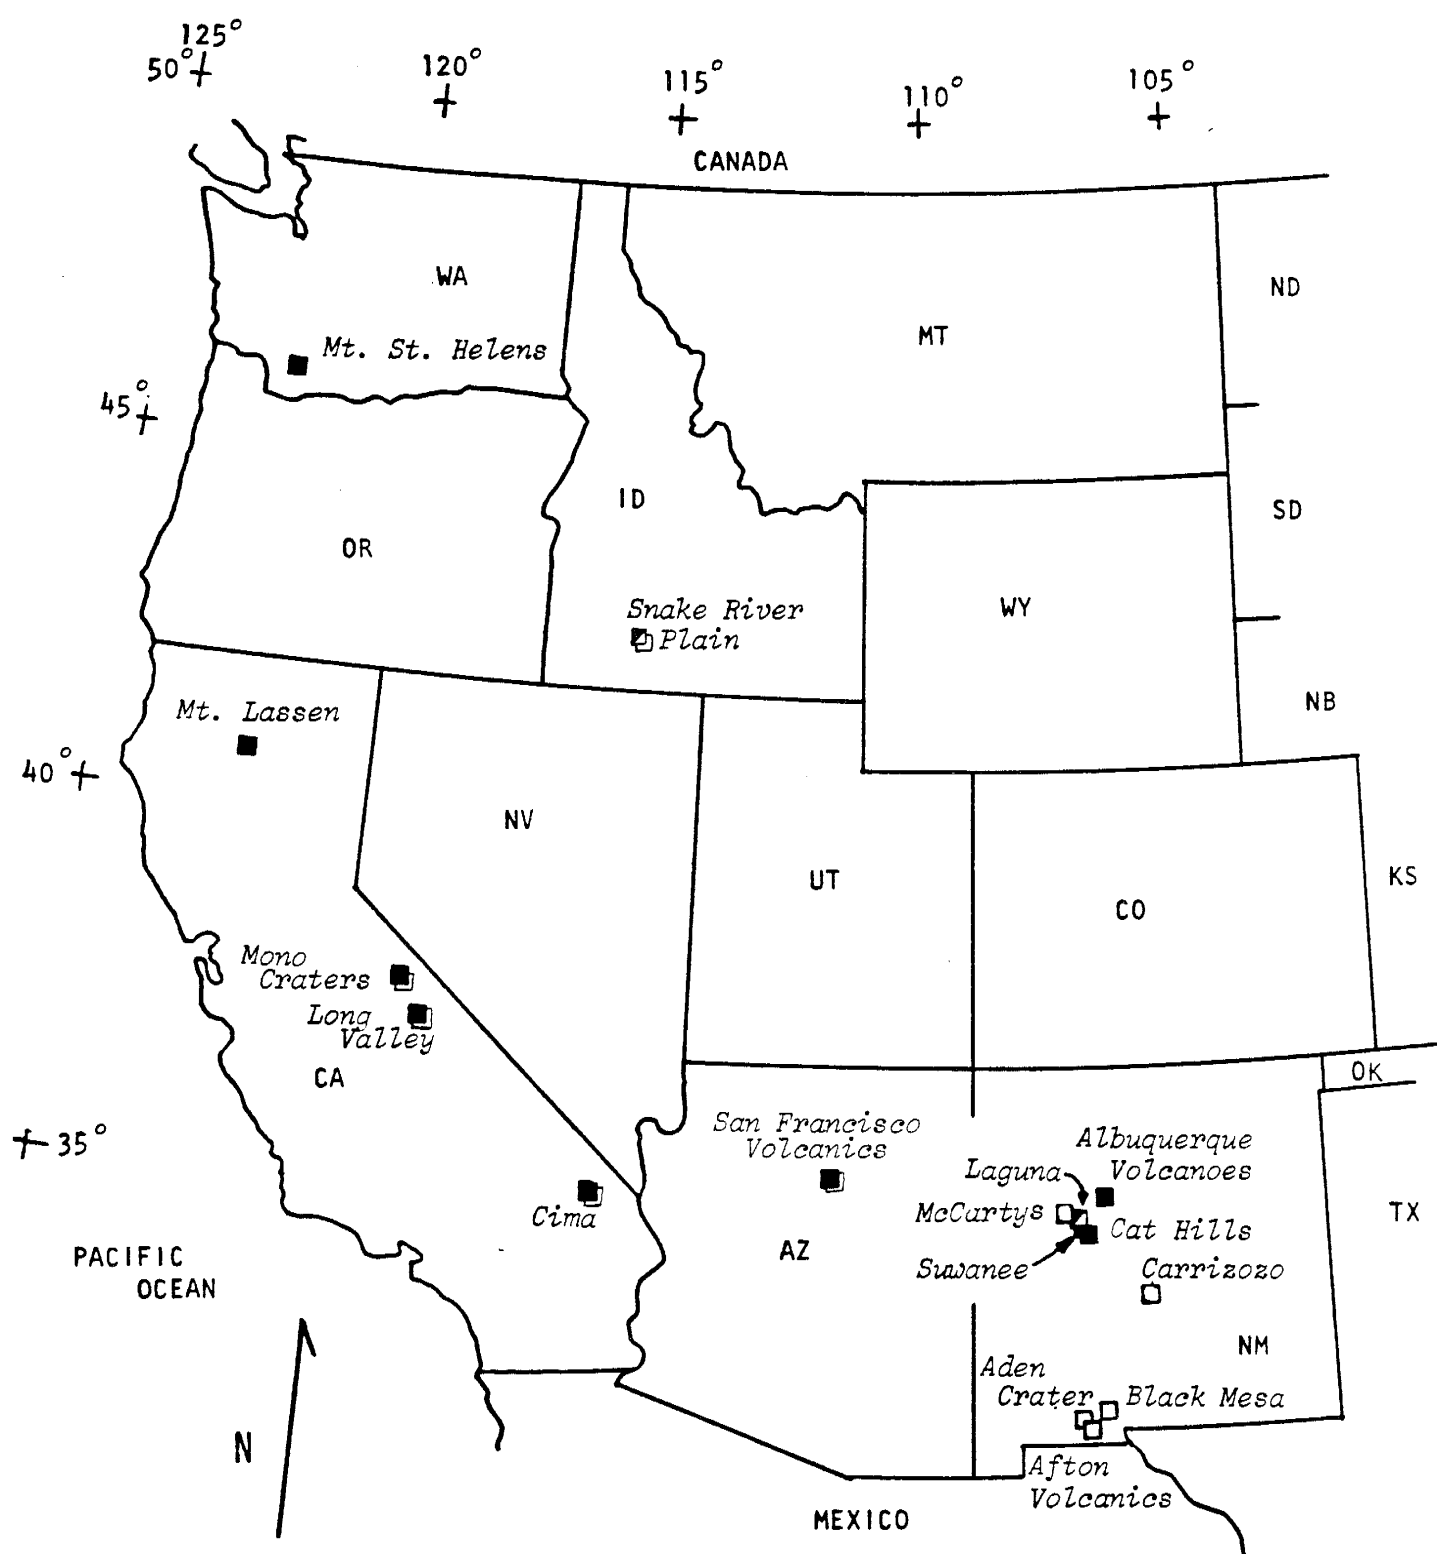 125°
50°
120°
115°
110°
105°
CANADA
WA
ND
MT
Mt. St. Helens
45°
ID
SD
OR
Snake River
Plain
WY
NB
Mt. Lassen
40°
NV
UT
KS
CO
Mono
Craters
Long
Valley
CA
OK
35°
San Francisco
Volcanics
Albuquerque
Volcanoes
Laguna
McCartys
TX
Cima
Cat Hills
AZ
PACIFIC
OCEAN
Suwanee
Carrizozo
NM
Aden
Crater
Black Mesa
N
Afton
Volcanics
MEXICO